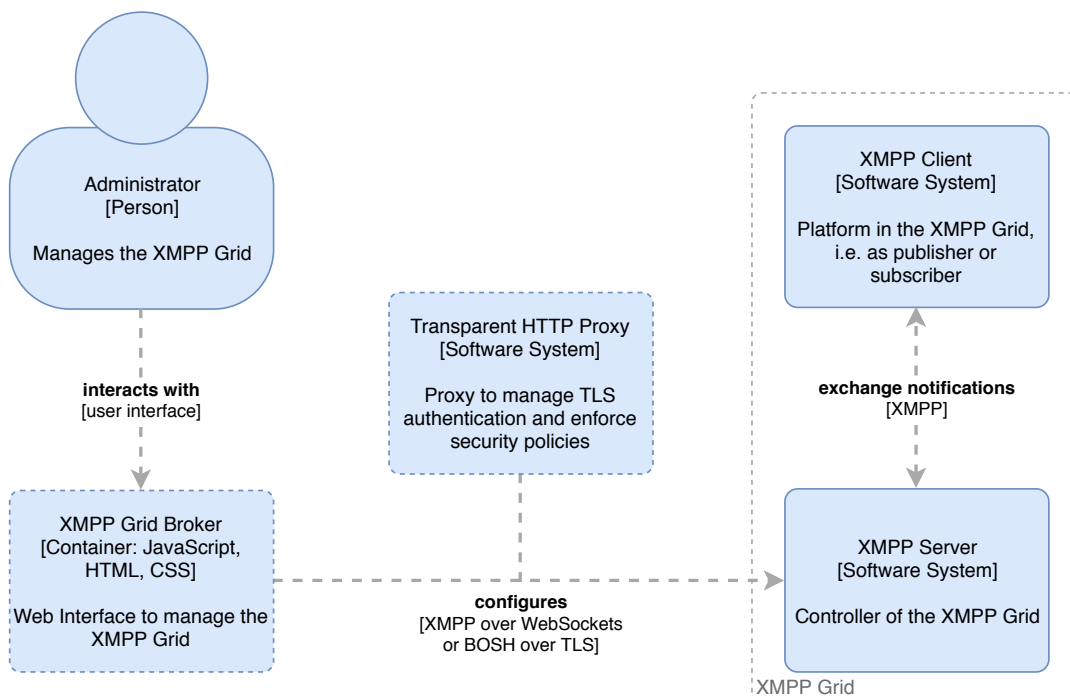 Administrator
[Person]
Manages the XMPP Grid
interacts with
[user interface]
XMPP Grid Broker
[Container: JavaScript,
HTML, CSS]
Web Interface to manage the
XMPP Grid
Transparent HTTP Proxy
[Software System]
Proxy to manage TLS
authentication and enforce
security policies
configures
[XMPP over WebSockets
or BOSH over TLS]
XMPP Client
[Software System]
Platform in the XMPP Grid,
i.e. as publisher or
subscriber
exchange notifications
[XMPP]
XMPP Server
[Software System]
Controller of the XMPP Grid
XMPP Grid